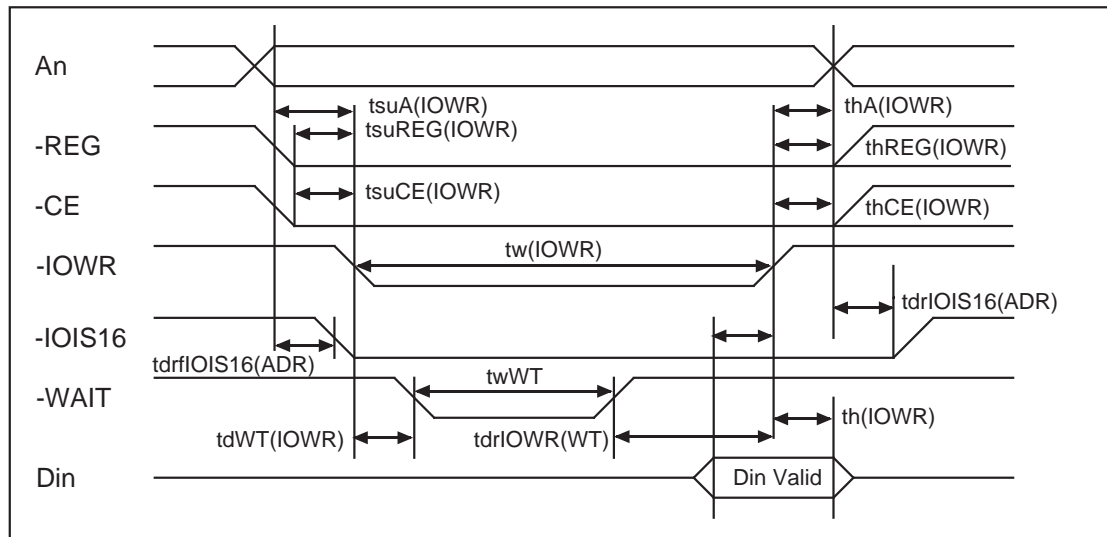 An
tsuA(IOWR)
thA(IOWR)
tsuREG(IOWR)
-REG
thREG(IOWR)
tsuCE(IOWR)
-CE
thCE(IOWR)
tw(IOWR)
-IOWR
tdrIOIS16(ADR)
-IOIS16
tdrfIOIS16(ADR)
twWT
-WAIT
th(IOWR)
tdWT(IOWR)
tdrIOWR(WT)
Din
Din Valid